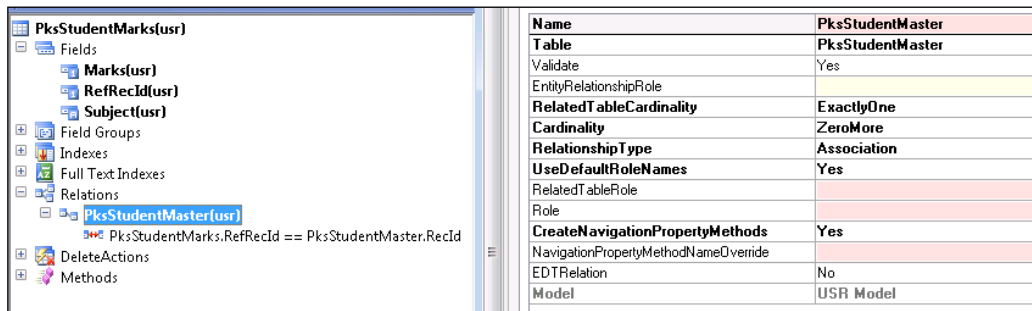 PksStudentMarks(usr)
Fields
Marks(usr)
RefRecId(usr)
Subject(usr)
Field Groups
Indexes
Full Text Indexes
Relations
PksStudentMaster(usr)
PksStudentMarks.RefRecId == PksStudentMaster.RecId
DeleteActions
Methods
Name PksStudentMaster
Table PksStudentMaster
Validate Yes
EntityRelationshipRole
RelatedTableCardinality ExactlyOne
Cardinality ZeroMore
RelationshipType Association
UseDefaultRoleNames Yes
RelatedTableRole
Role
CreateNavigationPropertyMethods Yes
NavigationPropertyMethodNameOverride
EDTRelation No
Model USR Model